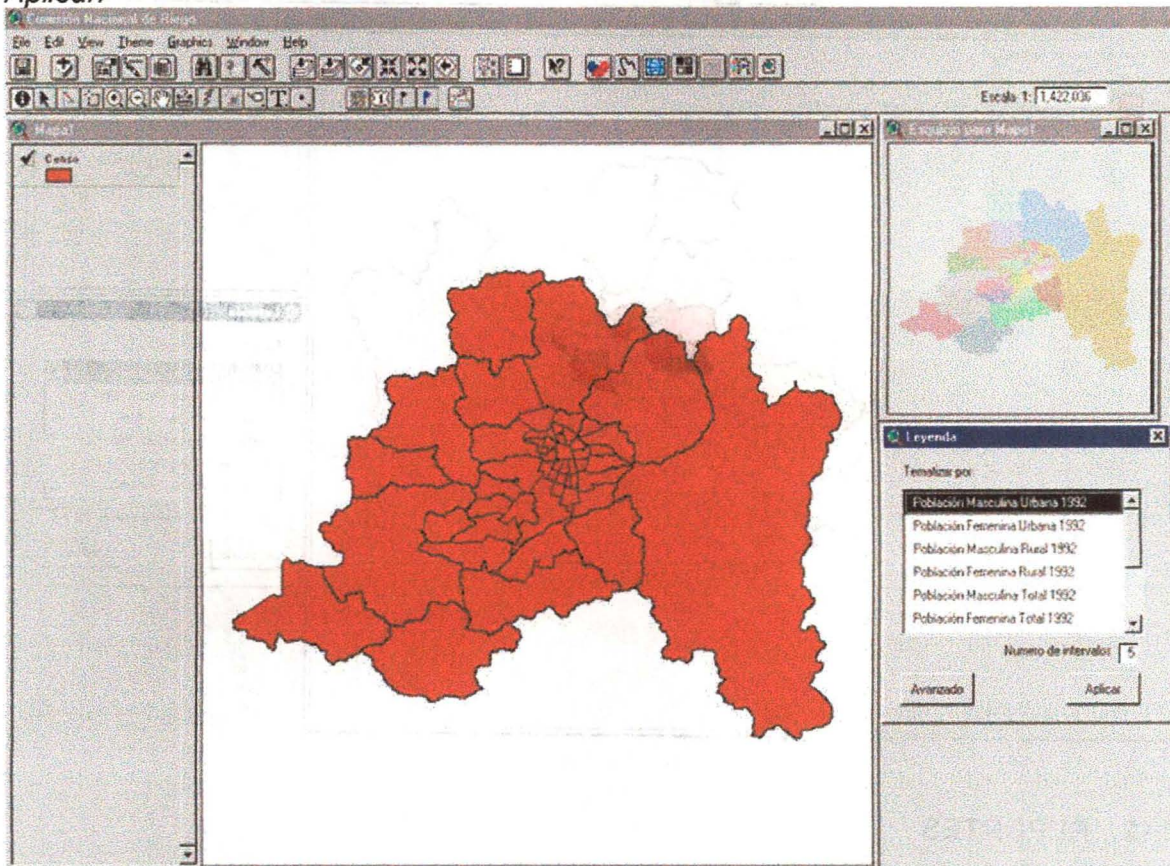 Aplicar.
Comisión Nacional de Riego
File Edit View Theme Graphics Window Help
Escala 1: 1,422,036
Mapa1
Esquicio para Mapa1
Censo
Leyenda
Tematizar por:
Población Masculina Urbana 1992
Población Femenina Urbana 1992
Población Masculina Rural 1992
Población Femenina Rural 1992
Población Masculina Total 1992
Población Femenina Total 1992
Numero de intervalos 5
Avanzado
Aplicar